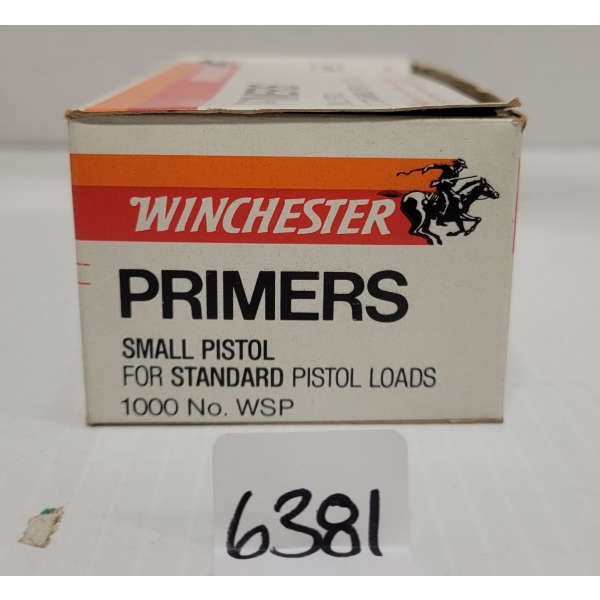 WINCHESTER
PRIMERS
SMALL PISTOL
FOR STANDARD PISTOL LOADS
1000 No. WSP
6381